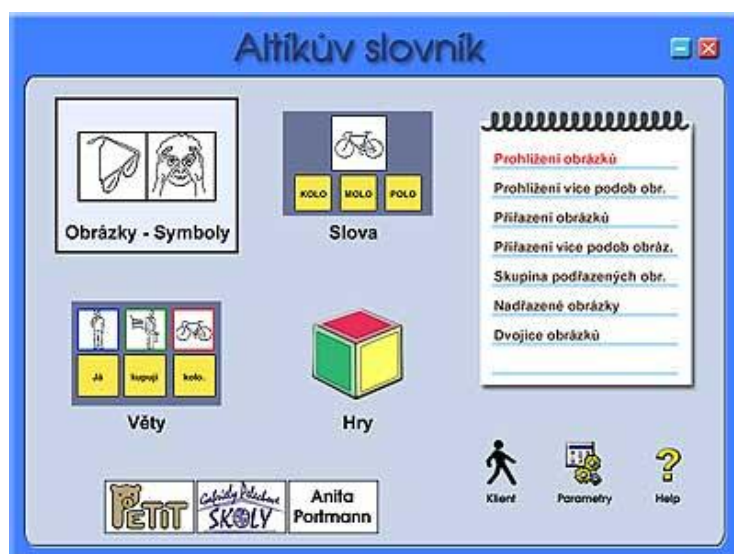 Altíkův slovník
Obrázky - Symboly
KOLO MOLO POLO
Slova
Prohlížení obrázků
Prohlížení více podob obr.
Přiřazení obrázků
Přiřazení více podob obráz.
Skupina podřazených obr.
Nadřazené obrázky
Dvojice obrázků
Já kupuji kolo.
Věty
Hry
Klient
Parametry
Help
PETIT
ŠKOLY
Anita
Portmann